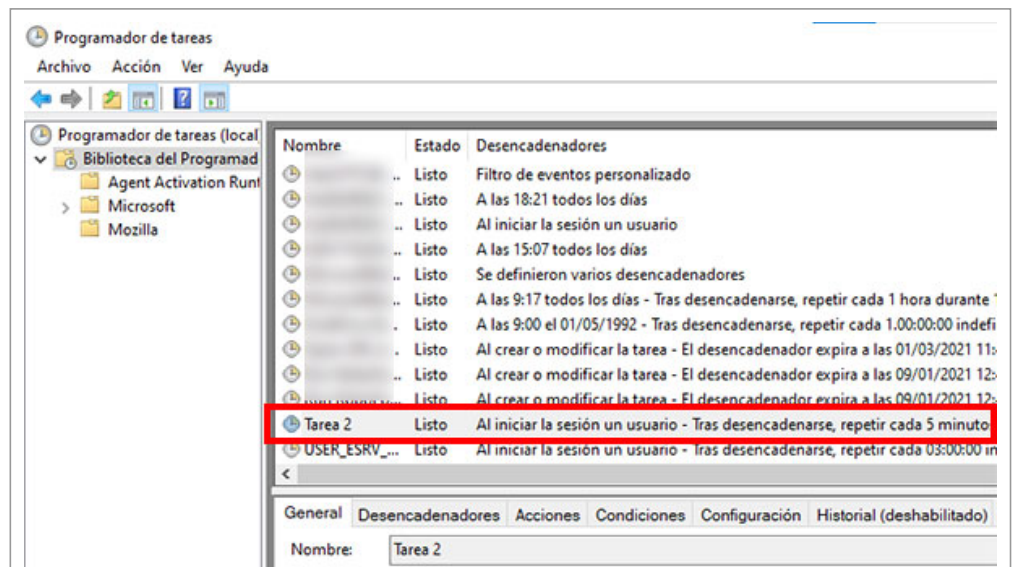 Programador de tareas
Archivo Acción Ver Ayuda
Programador de tareas (local)
Biblioteca del Programad
Agent Activation Runt
Microsoft
Mozilla
Nombre Estado Desencadenadores
.. Listo Filtro de eventos personalizado
.. Listo A las 18:21 todos los días
.. Listo Al iniciar la sesión un usuario
.. Listo A las 15:07 todos los días
Listo Se definieron varios desencadenadores
.. Listo A las 9:17 todos los días - Tras desencadenarse, repetir cada 1 hora durante 1
. Listo A las 9:00 el 01/05/1992 - Tras desencadenarse, repetir cada 1.00:00:00 indefi
. Listo Al crear o modificar la tarea - El desencadenador expira a las 01/03/2021 11:
.. Listo Al crear o modificar la tarea - El desencadenador expira a las 09/01/2021 12:
... Listo Al crear o modificar la tarea - El desencadenador expira a las 09/01/2021 12:
Tarea 2 Listo Al iniciar la sesión un usuario - Tras desencadenarse, repetir cada 5 minuto
USER_ESRV_... Listo Al iniciar la sesión un usuario - Tras desencadenarse, repetir cada 03:00:00 in
General Desencadenadores Acciones Condiciones Configuración Historial (deshabilitado)
Nombre: Tarea 2